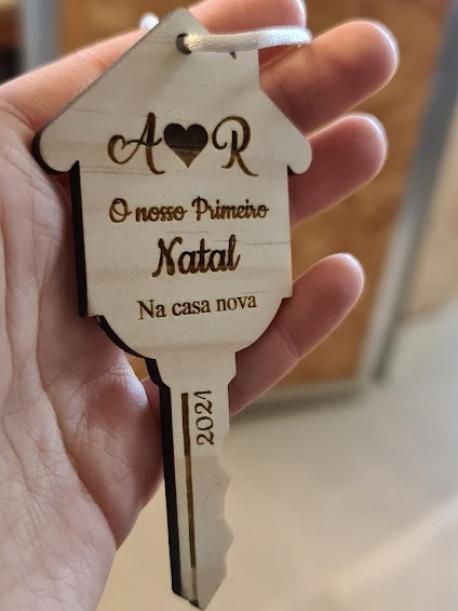 A♥R
O nosso Primeiro
Natal
Na casa nova
2021